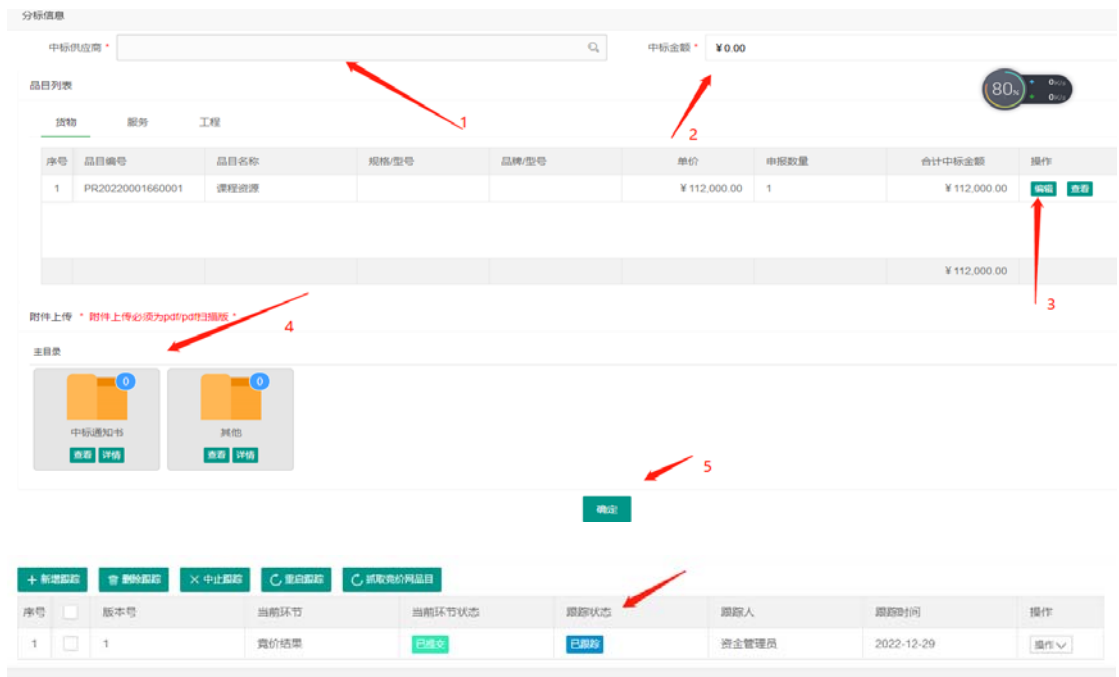 分标信息
中标供应商 * 中标金额 * ￥0.00
品目列表
80%
货物 服务 工程
1
2
序号 品目编号 品目名称 规格/型号 品牌/型号 单价 申报数量 合计中标金额 操作
1 PR20220001660001 课程资源 ￥112,000.00 1 ￥112,000.00 编辑 查看
￥112,000.00
3
附件上传 * 附件上传必须为pdf/pdf扫描版 *
4
主目录
0 0
中标通知书 其他
查看 详情 查看 详情
5
确定
新增跟踪 删除跟踪 中止跟踪 重启跟踪 抓取竞价网品目
序号 版本号 当前环节 当前环节状态 跟踪状态 跟踪人 跟踪时间 操作
1 1 竞价结果 已提交 已跟踪 资金管理员 2022-12-29 操作